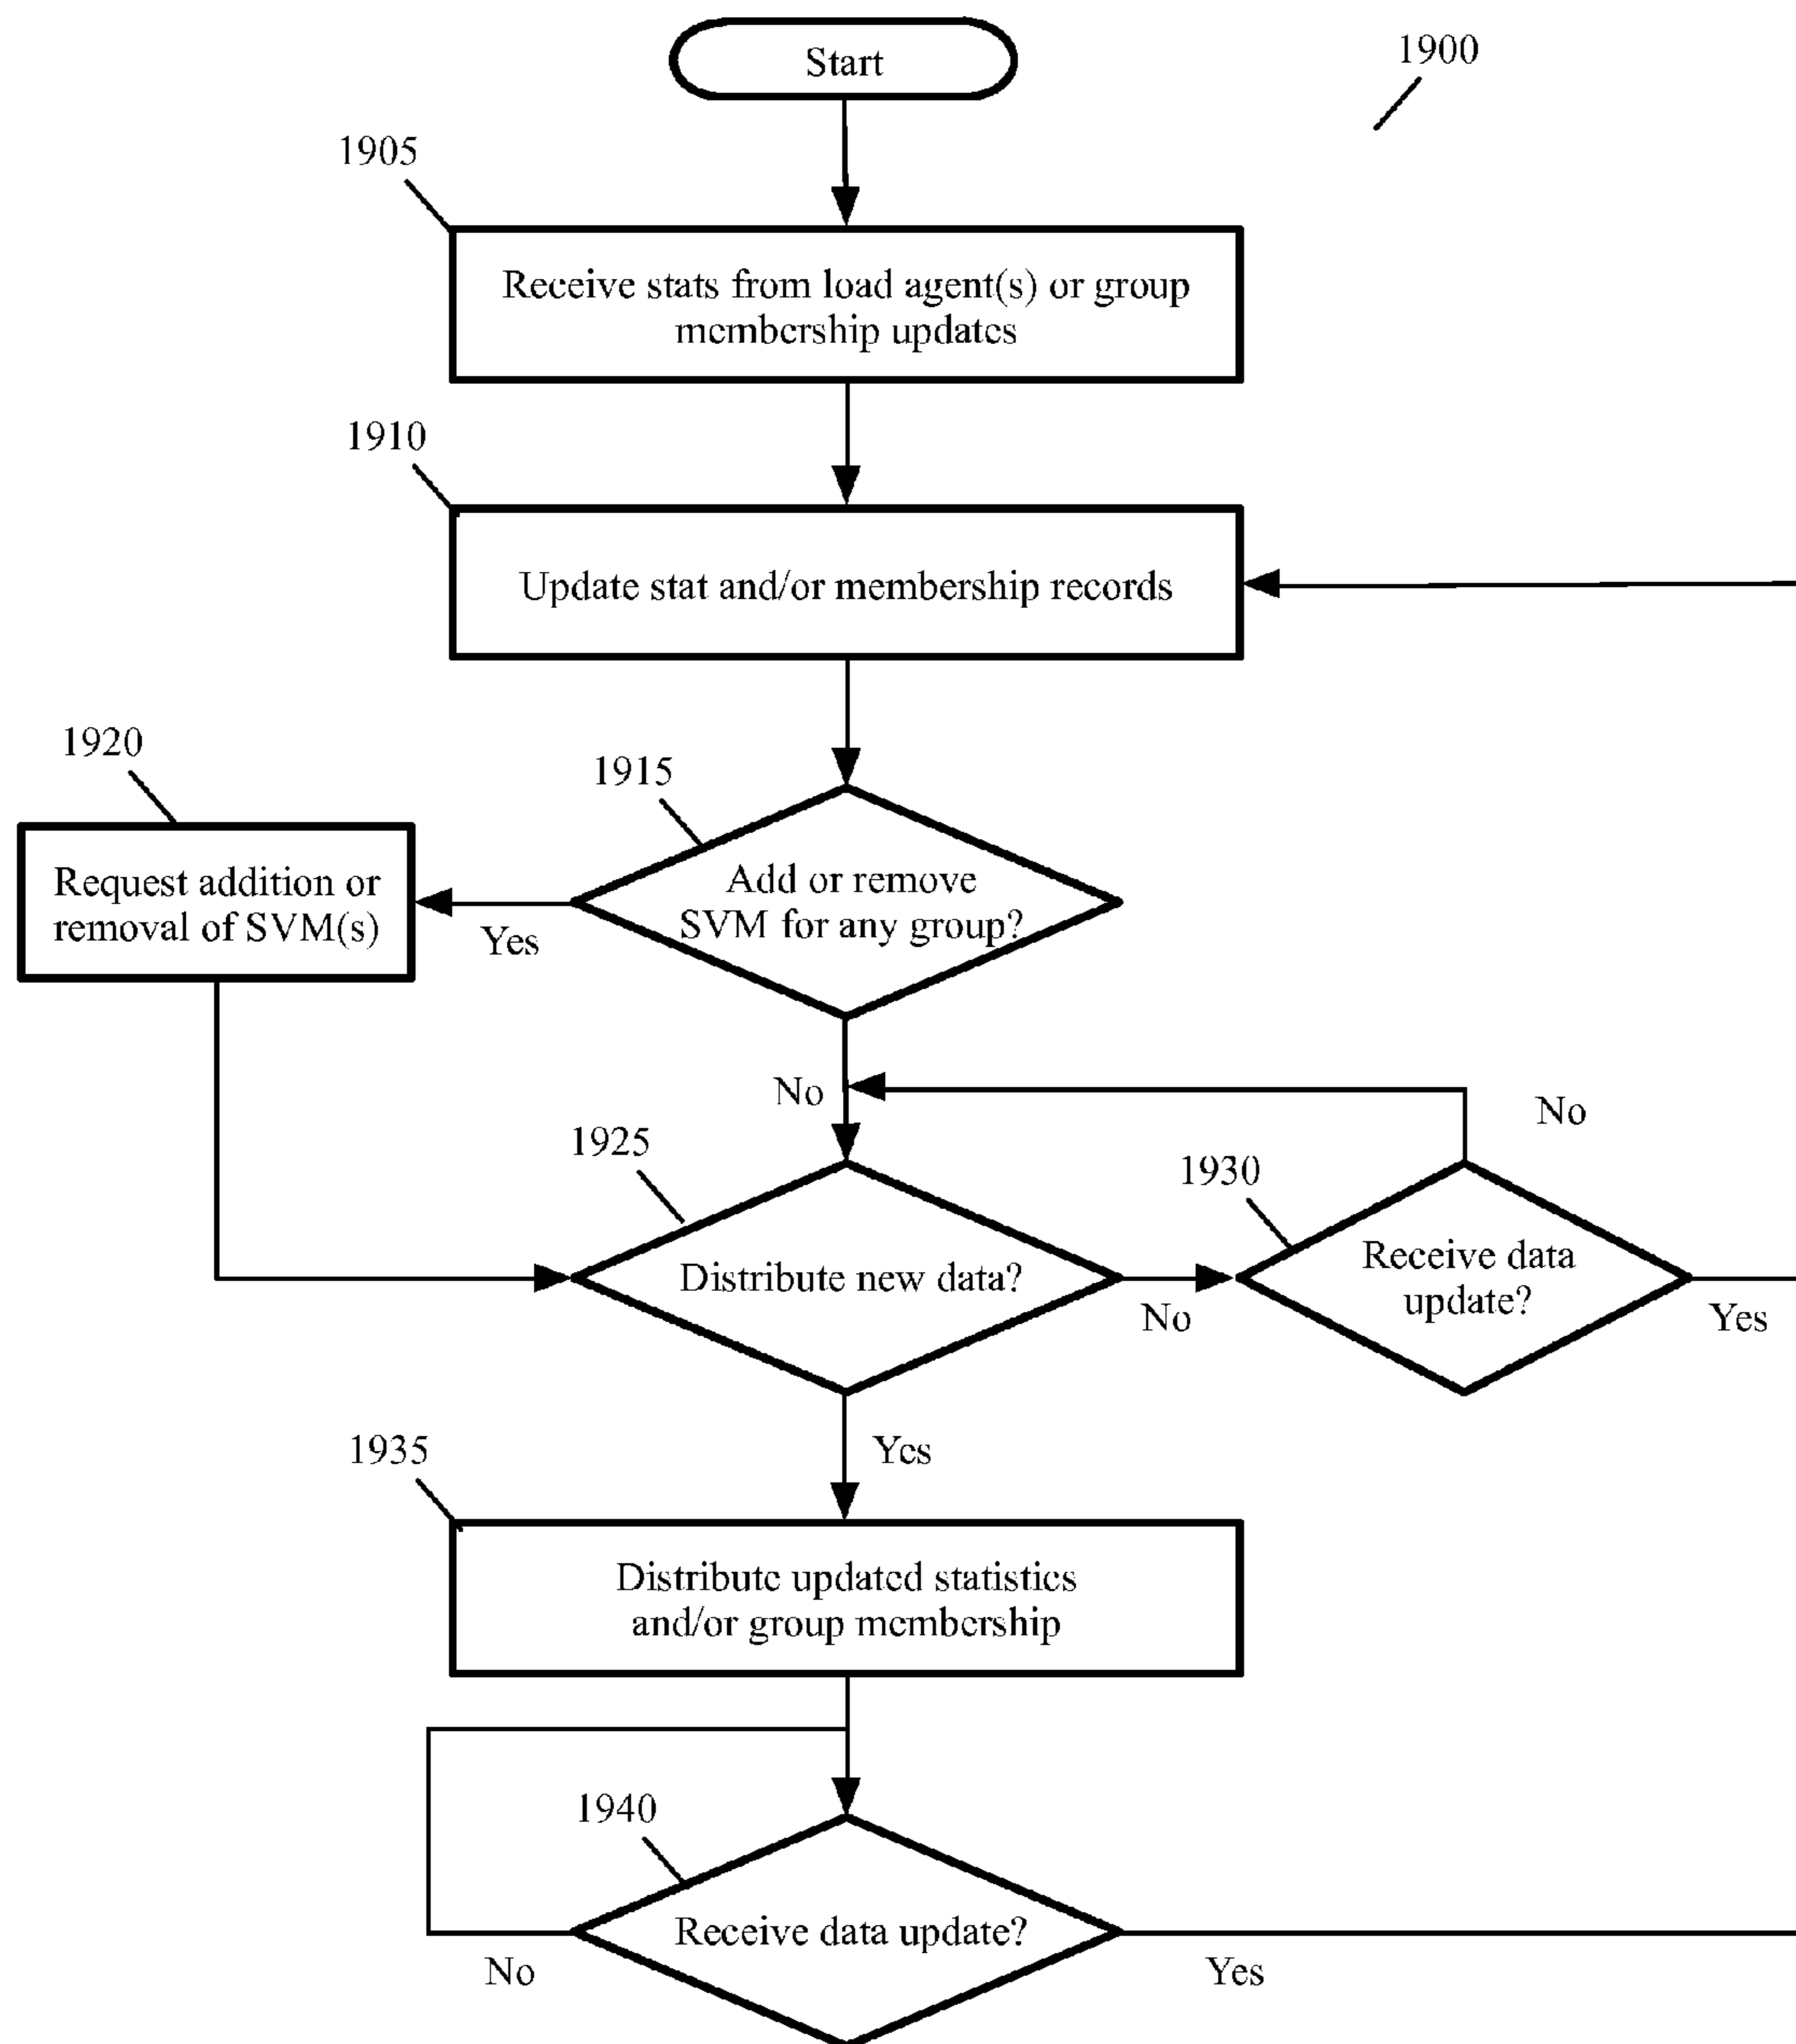 Start
1900
1905
Receive stats from load agent(s) or group
membership updates
1910
Update stat and/or membership records
1920
1915
Request addition or
removal of SVM(s)
Yes
Add or remove
SVM for any group?
No
No
1925
1930
Distribute new data?
No
Receive data
update?
Yes
Yes
1935
Distribute updated statistics
and/or group membership
1940
Receive data update?
No
Yes